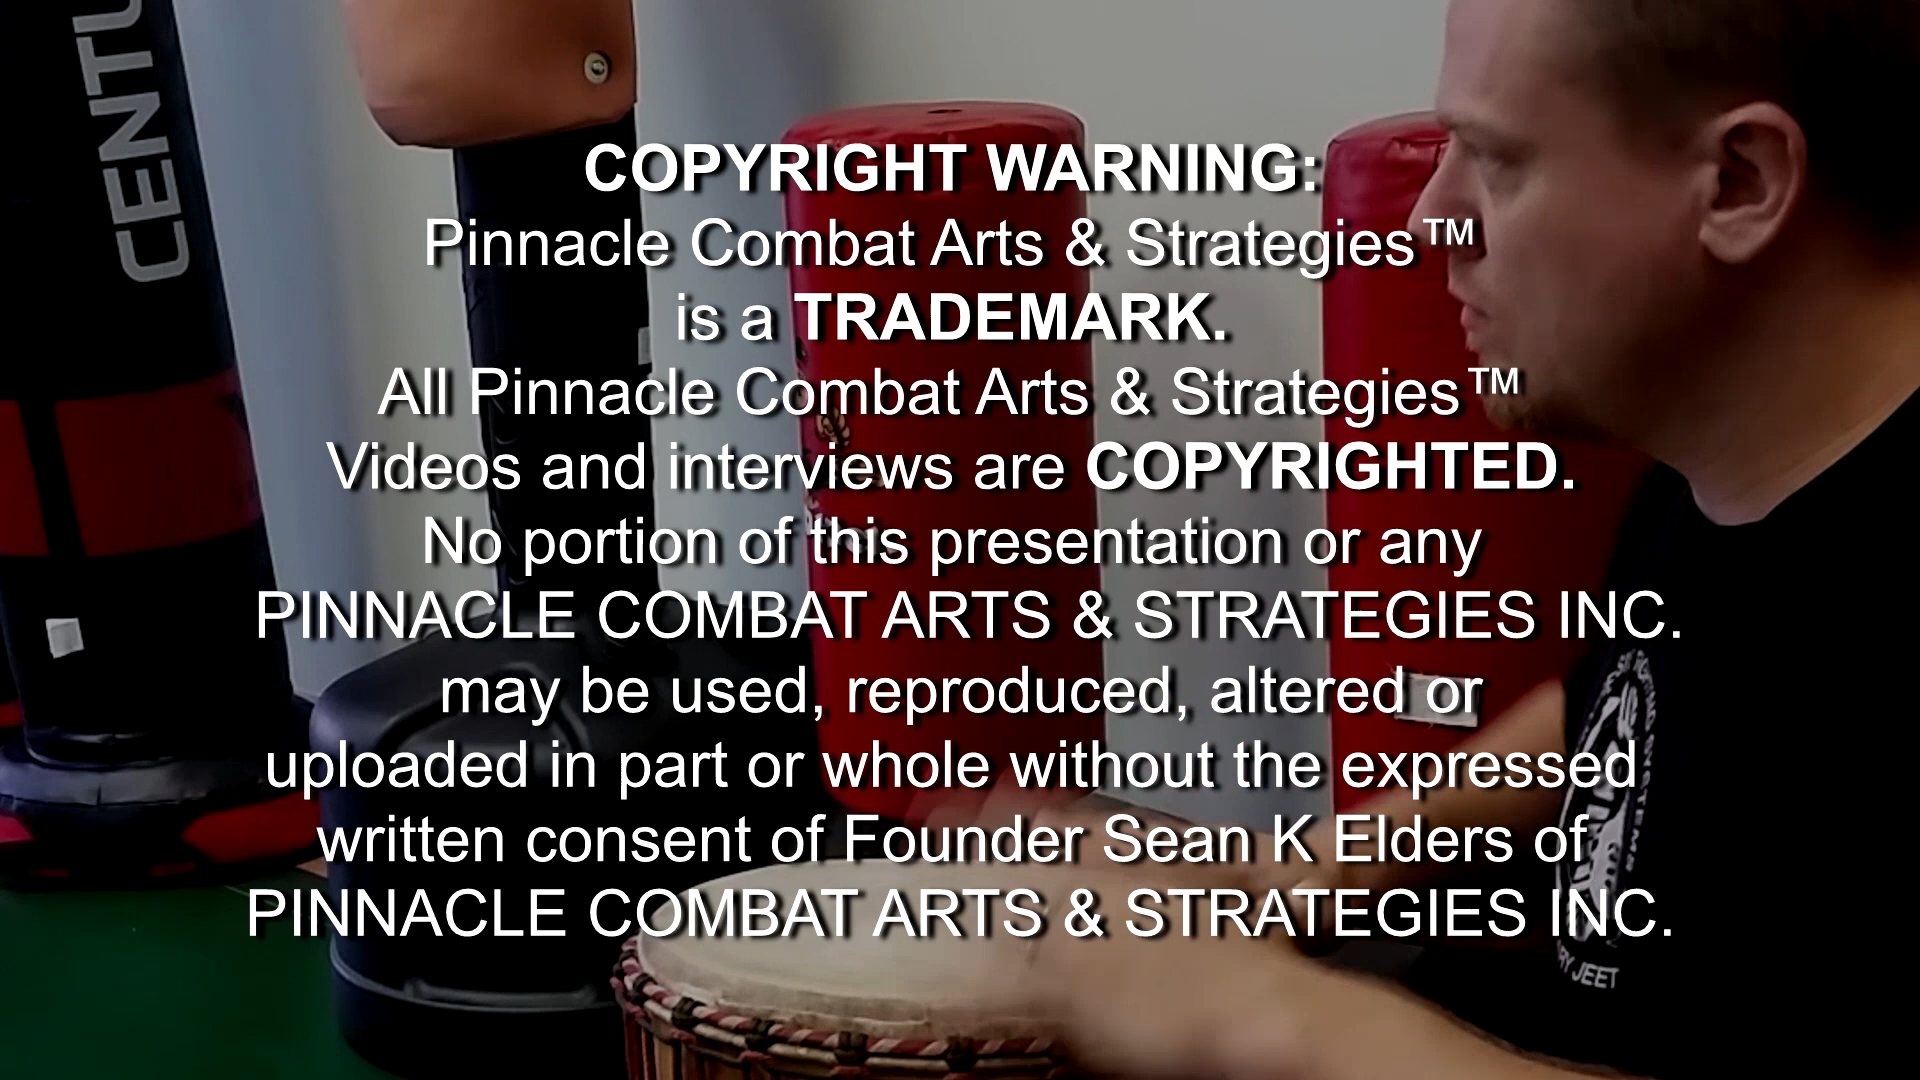 CENTU
COPYRIGHT WARNING:
Pinnacle Combat Arts & Strategies™
is a TRADEMARK.
All Pinnacle Combat Arts & Strategies™
Videos and interviews are COPYRIGHTED.
No portion of this presentation or any
PINNACLE COMBAT ARTS & STRATEGIES INC.
may be used, reproduced, altered or
uploaded in part or whole without the expressed
written consent of Founder Sean K Elders of
PINNACLE COMBAT ARTS & STRATEGIES INC.
JEET